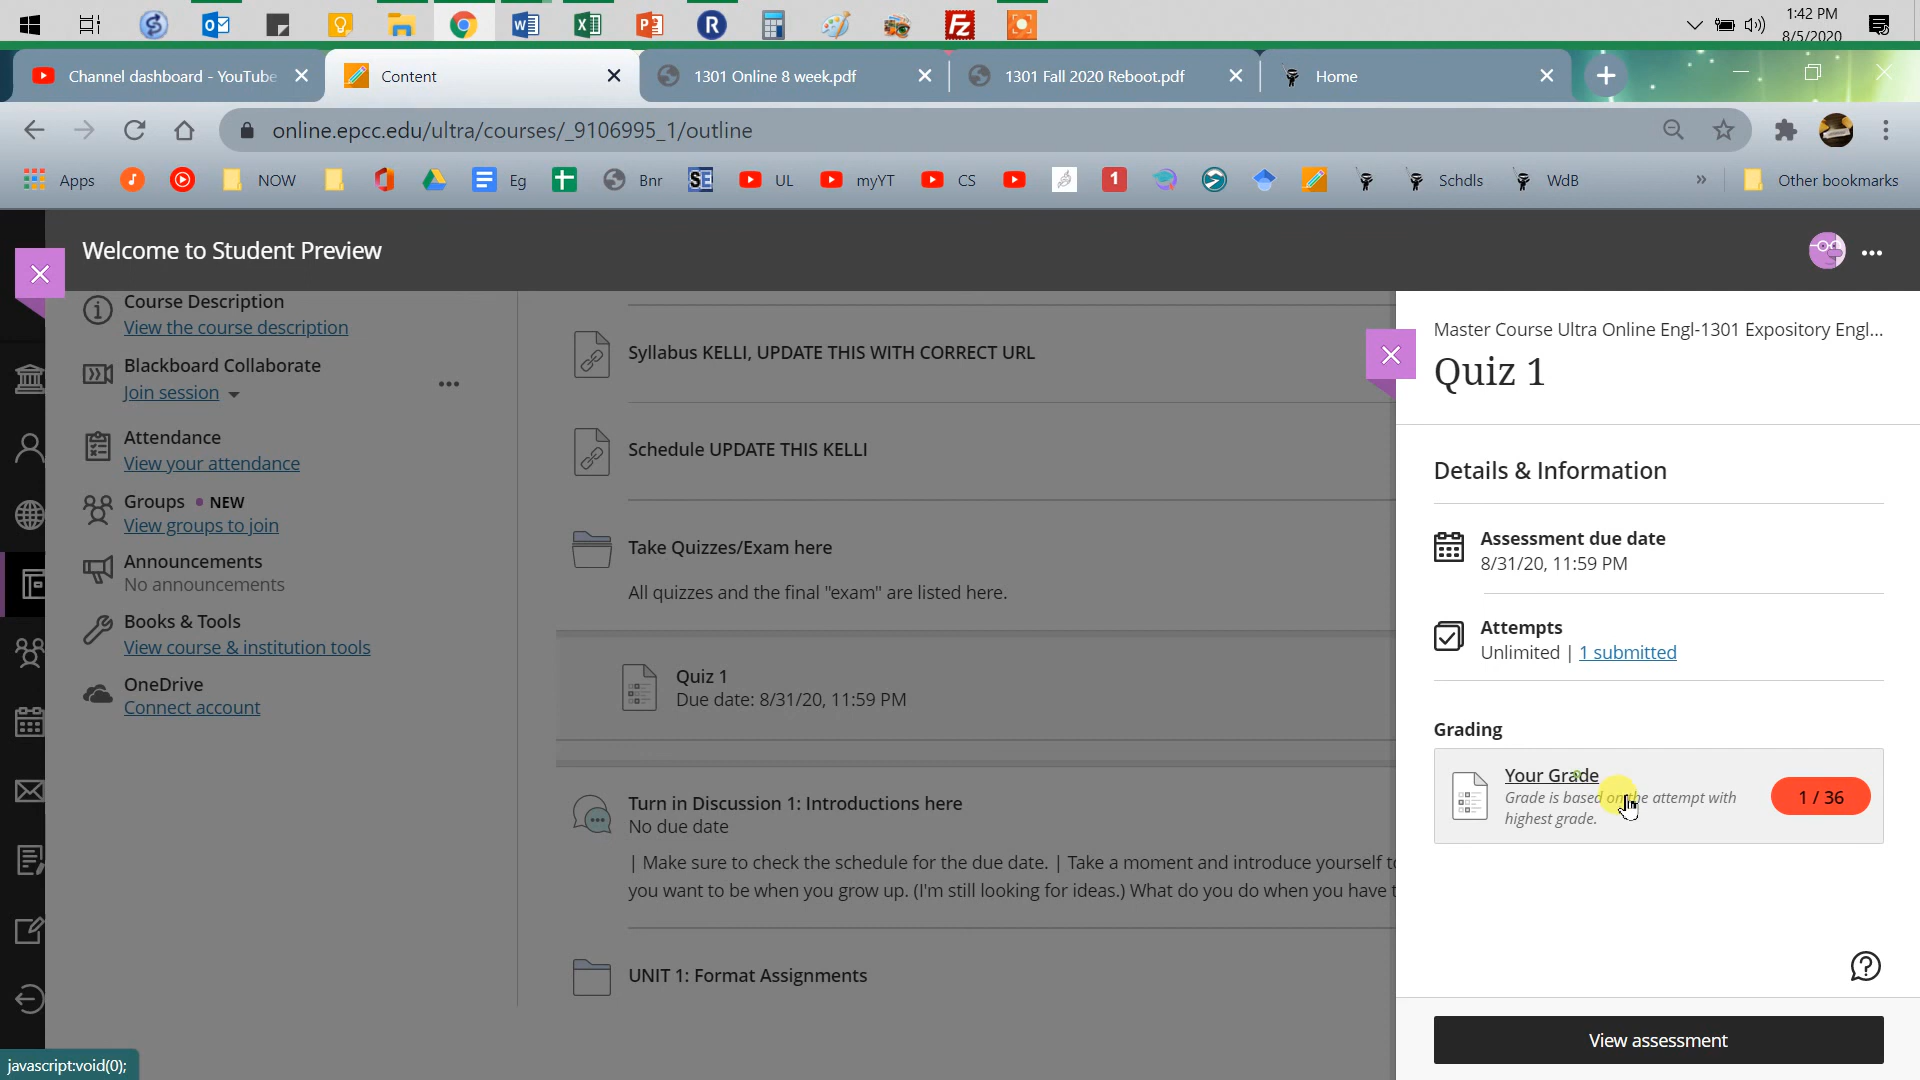 1:42 PM
8/5/2020
Channel dashboard - YouTube
Content
1301 Online 8 week.pdf
1301 Fall 2020 Reboot.pdf
Home
online.epcc.edu/ultra/courses/_9106995_1/outline
Apps
NOW
Eg
Bnr
SE
UL
myYT
CS
1
Schdls
WdB
»
Other bookmarks
Welcome to Student Preview
Course Description
View the course description
Blackboard Collaborate
Join session
Attendance
View your attendance
Groups • NEW
View groups to join
Announcements
No announcements
Books & Tools
View course & institution tools
OneDrive
Connect account
Syllabus KELLI, UPDATE THIS WITH CORRECT URL
Schedule UPDATE THIS KELLI
Take Quizzes/Exam here
All quizzes and the final "exam" are listed here.
Quiz 1
Due date: 8/31/20, 11:59 PM
Turn in Discussion 1: Introductions here
No due date
| Make sure to check the schedule for the due date. | Take a moment and introduce yourself to
you want to be when you grow up. (I'm still looking for ideas.) What do you do when you have
UNIT 1: Format Assignments
Master Course Ultra Online Engl-1301 Expository Engl...
Quiz 1
Details & Information
Assessment due date
8/31/20, 11:59 PM
Attempts
Unlimited | 1 submitted
Grading
Your Grade
Grade is based on the attempt with
highest grade.
1 / 36
View assessment
javascript:void(0);